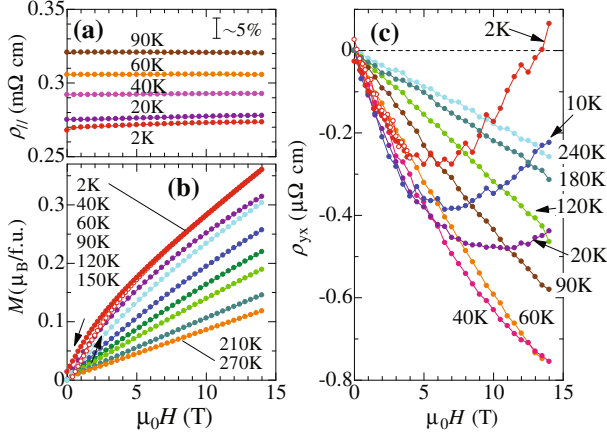 (a)
~5%
90K
60K
40K
20K
2K
0.3
0.25
ρ// (mΩ cm)
(b)
2K
40K
60K
90K
120K
150K
210K
270K
0.3
0.2
0.1
0
M (μB/f.u.)
0 5 10 15
μ0H (T)
(c)
2K
10K
240K
180K
120K
20K
90K
60K
40K
0
-0.2
-0.4
-0.6
-0.8
ρyx (μΩ cm)
0 5 10 15
μ0H (T)